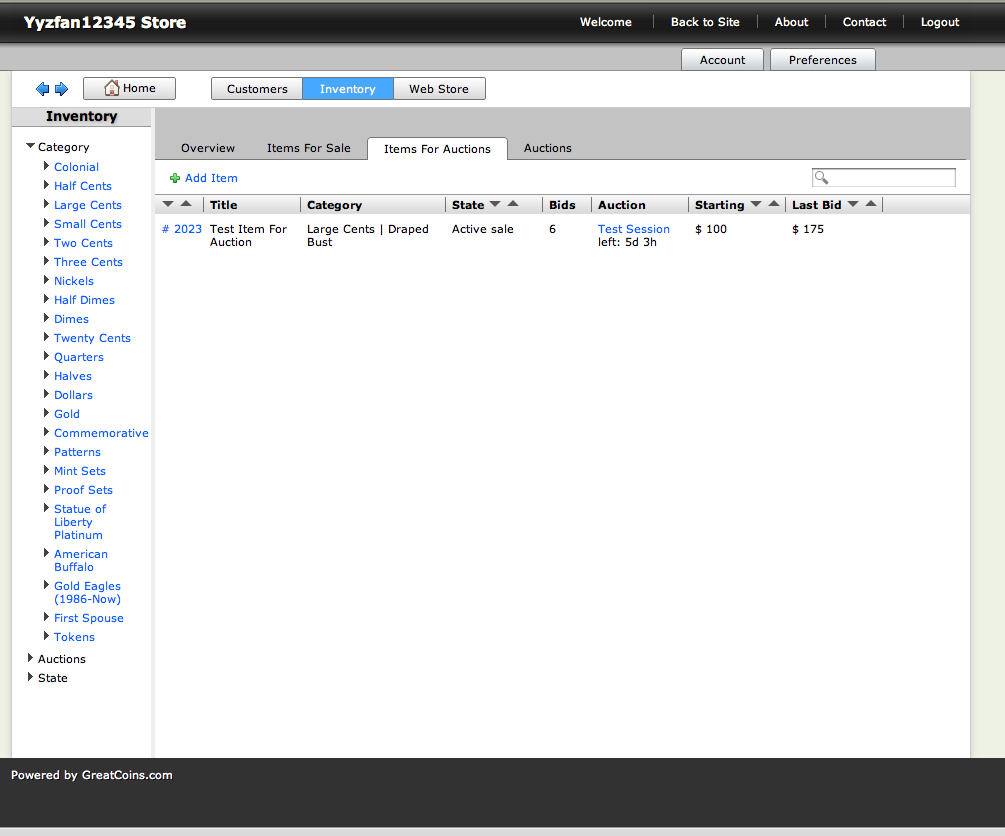 Yyzfan12345 Store
Welcome
Back to Site
About
Contact
Logout
Account
Preferences
Home
Customers
Inventory
Web Store
Inventory
Category
Colonial
Half Cents
Large Cents
Small Cents
Two Cents
Three Cents
Nickels
Half Dimes
Dimes
Twenty Cents
Quarters
Halves
Dollars
Gold
Commemorative
Patterns
Mint Sets
Proof Sets
Statue of
Liberty
Platinum
American
Buffalo
Gold Eagles
(1986-Now)
First Spouse
Tokens
Auctions
State
Overview
Items For Sale
Items For Auctions
Auctions
Add Item
Title
Category
State
Bids
Auction
Starting
Last Bid
# 2023
Test Item For
Auction
Large Cents | Draped
Bust
Active sale
6
Test Session
left: 5d 3h
$ 100
$ 175
Powered by GreatCoins.com